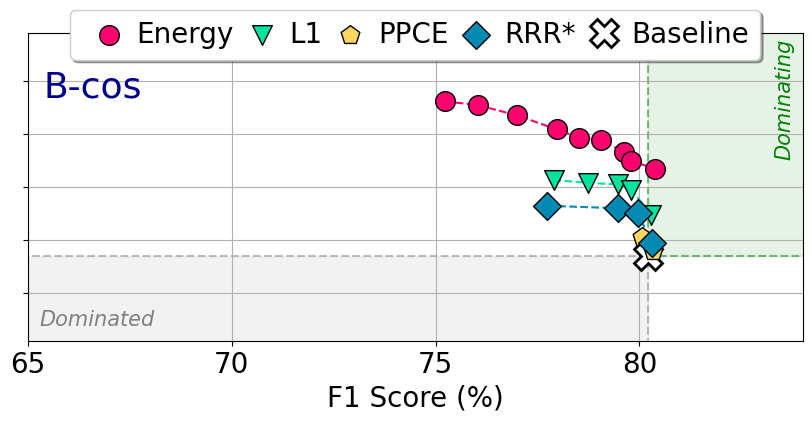 Energy L1 PPCE RRR* Baseline
B-cos
Dominating
Dominated
65 70 75 80
F1 Score (%)